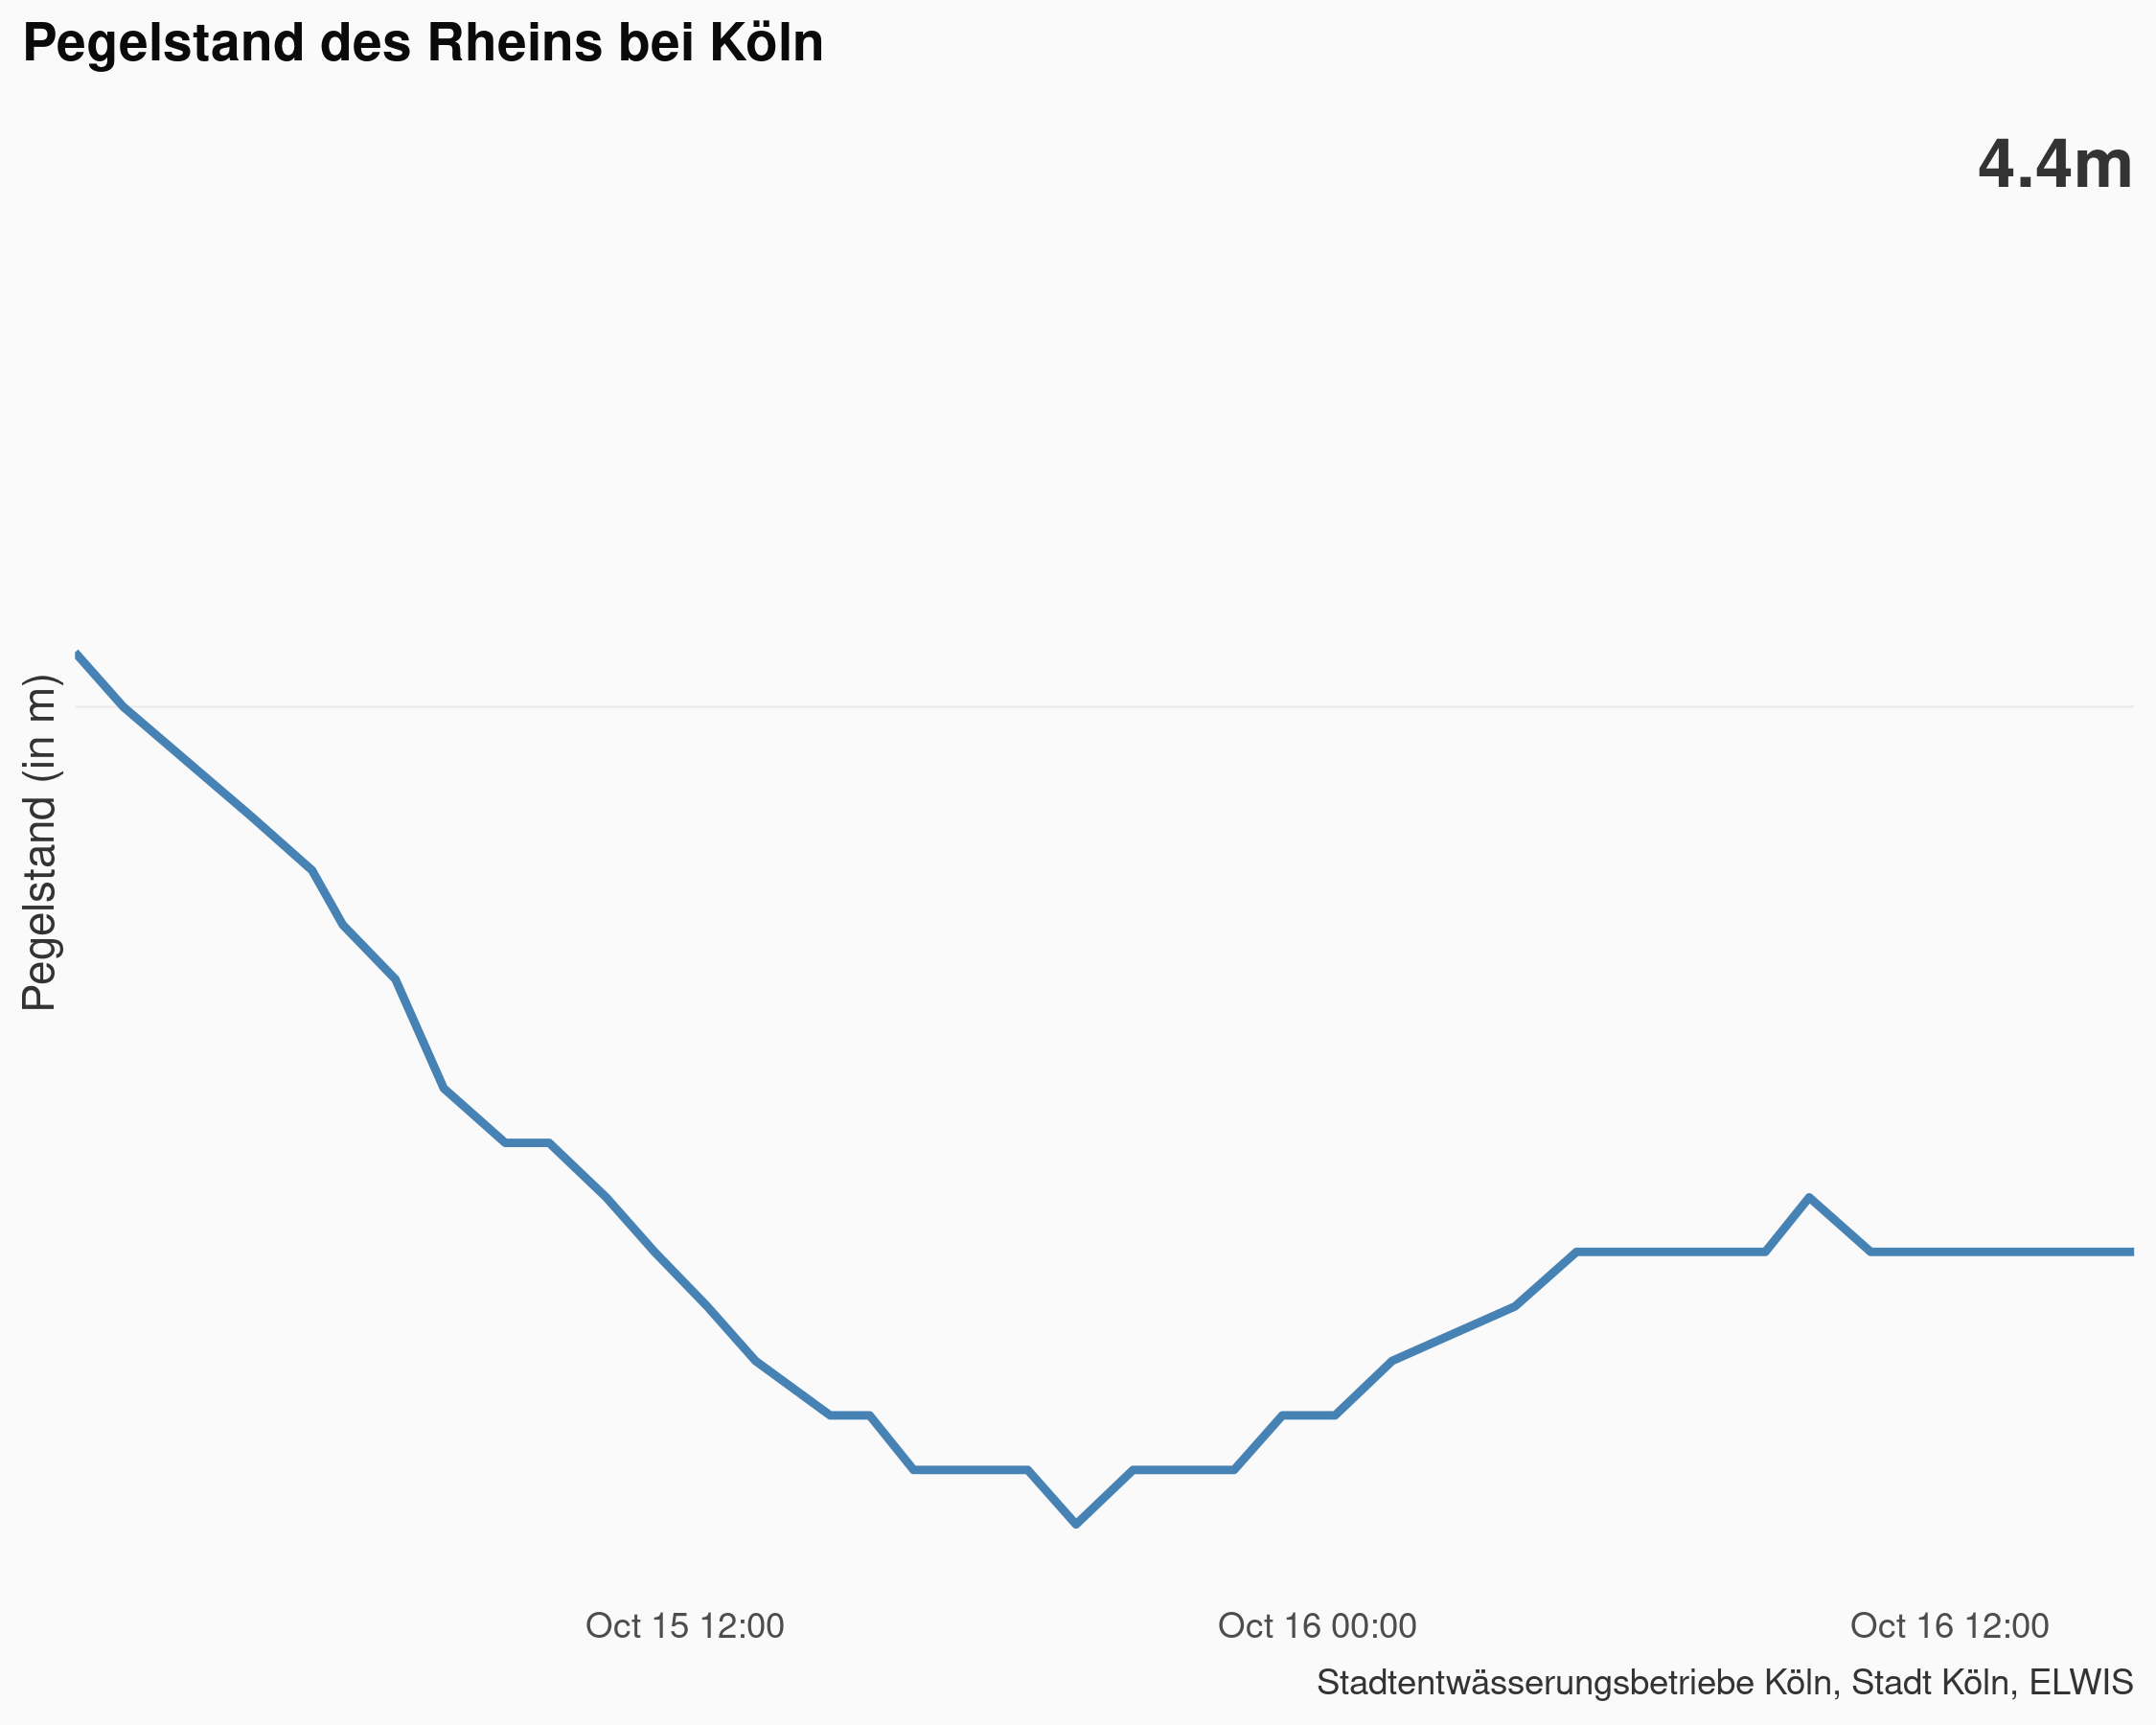 Pegelstand des Rheins bei Köln
4.4m
Pegelstand (in m)
Oct 15 12:00
Oct 16 00:00
Oct 16 12:00
Stadtentwässerungsbetriebe Köln, Stadt Köln, ELWIS